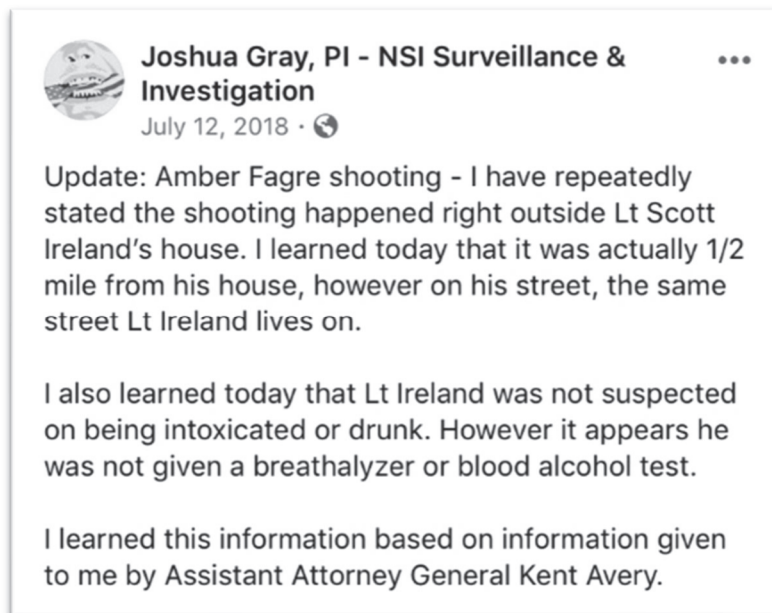 Joshua Gray, PI - NSI Surveillance &
Investigation
July 12, 2018 ·
Update: Amber Fagre shooting - I have repeatedly
stated the shooting happened right outside Lt Scott
Ireland's house. I learned today that it was actually 1/2
mile from his house, however on his street, the same
street Lt Ireland lives on.
I also learned today that Lt Ireland was not suspected
on being intoxicated or drunk. However it appears he
was not given a breathalyzer or blood alcohol test.
I learned this information based on information given
to me by Assistant Attorney General Kent Avery.